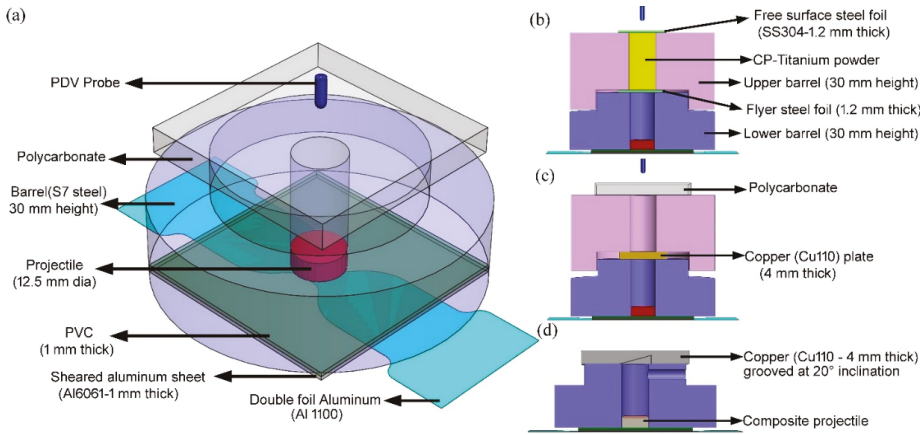 (a)
PDV Probe
Polycarbonate
Barrel(S7 steel)
30 mm height)
Projectile
(12.5 mm dia)
PVC
(1 mm thick)
Sheared aluminum sheet
(Al6061-1 mm thick)
Double foil Aluminum
(Al 1100)
(b)
Free surface steel foil
(SS304-1.2 mm thick)
CP-Titanium powder
Upper barrel (30 mm height)
Flyer steel foil (1.2 mm thick)
Lower barrel (30 mm height)
(c)
Polycarbonate
Copper (Cu110) plate
(4 mm thick)
(d)
Copper (Cu110 - 4 mm thick)
grooved at 20° inclination
Composite projectile